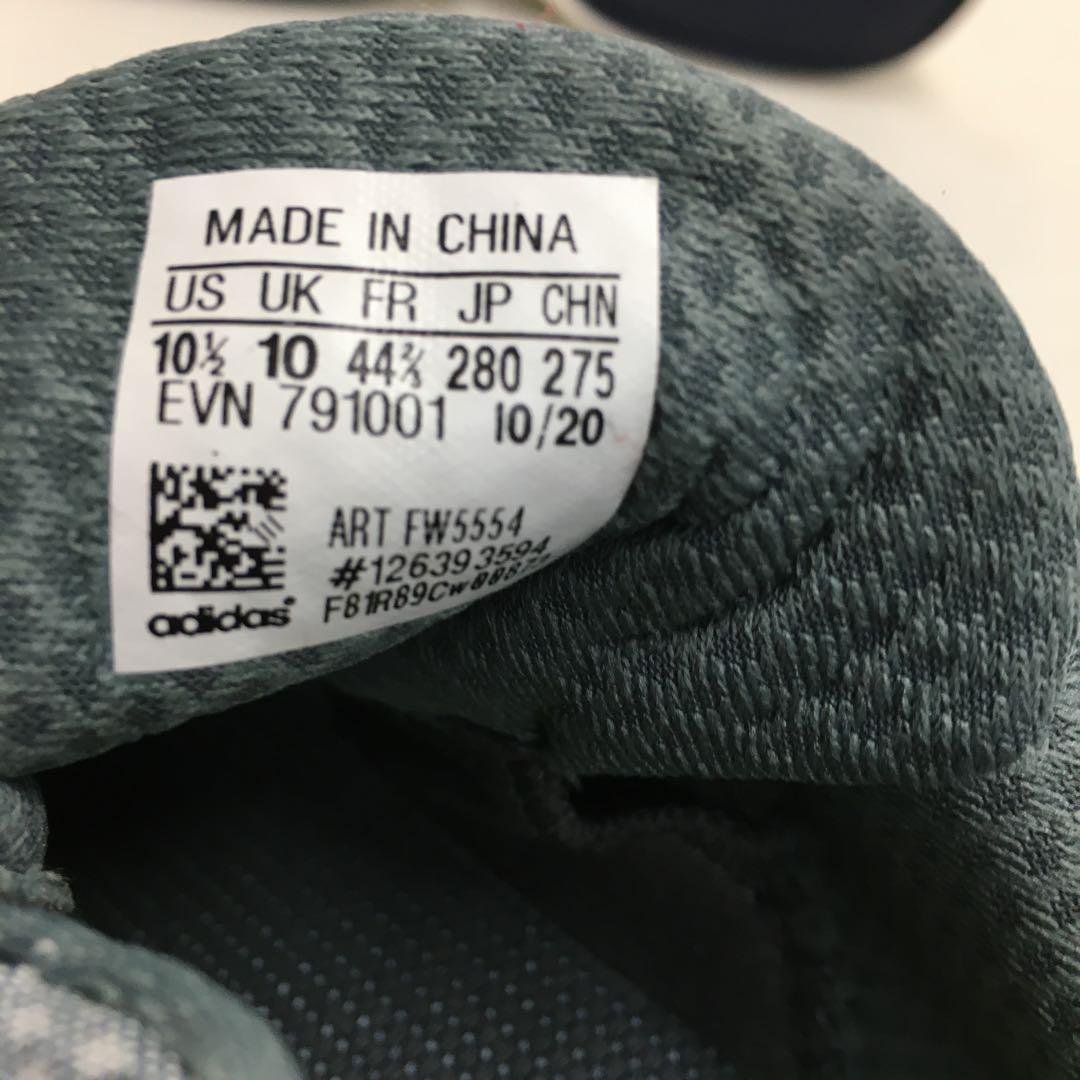 MADE IN CHINA
US UK FR JP CHN
10½ 10 44⅔ 280 275
EVN 791001 10/20
ART FW5554
#126393594
adidas®